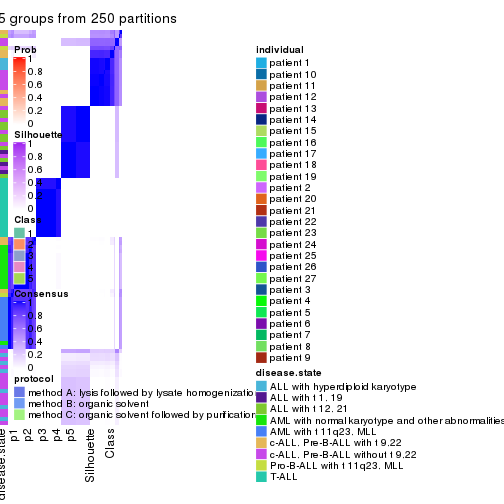 5 groups from 250 partitions
Prob
1
0.8
0.6
0.4
0.2
0
Silhouette
1
0.8
0.6
0.4
0.2
0
Class
1
2
3
4
5
Consensus
1
0.8
0.6
0.4
0.2
0
protocol
method A: lysis followed by lysate homogenizatio
method B: organic solvent
method C: organic solvent followed by purification
disease.state
p1
p2
p3
p4
p5
Silhouette
Class
individual
patient 1
patient 10
patient 11
patient 12
patient 13
patient 14
patient 15
patient 16
patient 17
patient 18
patient 19
patient 2
patient 20
patient 21
patient 22
patient 23
patient 24
patient 25
patient 26
patient 27
patient 3
patient 4
patient 5
patient 6
patient 7
patient 8
patient 9
disease.state
ALL with hyperdiploid karyotype
ALL with t 1. 19
ALL with t 12. 21
AML with normal karyotype and other abnormalities
AML with t 11q23. MLL
c-ALL. Pre-B-ALL with t 9.22
c-ALL. Pre-B-ALL without t 9.22
Pro-B-ALL with t 11q23. MLL
T-ALL